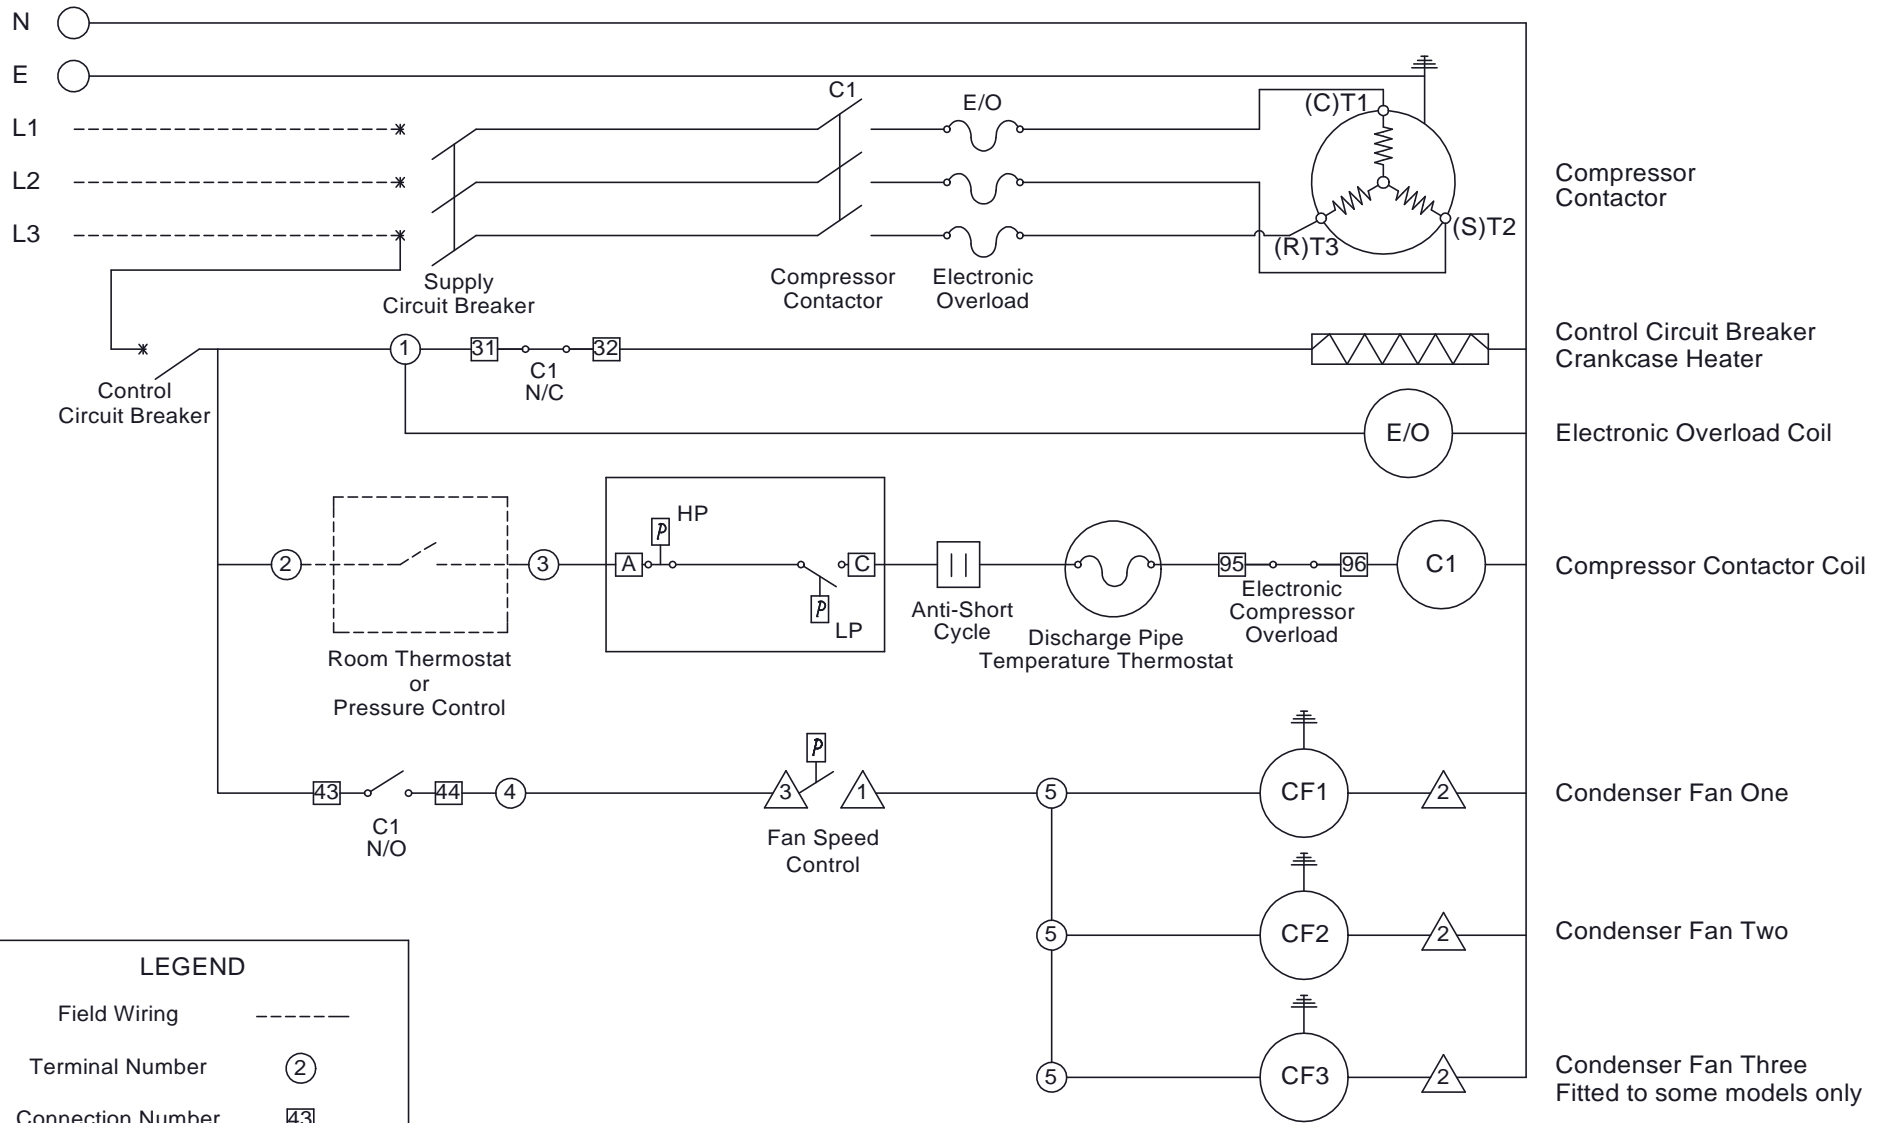 N
E
L1
L2
L3
C1
E/O
(C)T1
(S)T2
(R)T3
Compressor
Contactor
Supply
Circuit Breaker
Compressor
Contactor
Electronic
Overload
Control
Circuit Breaker
1
31
C1
N/C
32
Control Circuit Breaker
Crankcase Heater
E/O
Electronic Overload Coil
2
Room Thermostat
or
Pressure Control
3
A
P
HP
P
LP
C
Anti-Short
Cycle
Discharge Pipe
Temperature Thermostat
95
96
Electronic
Compressor
Overload
C1
Compressor Contactor Coil
43
C1
N/O
44
4
3
P
1
Fan Speed
Control
5
CF1
2
Condenser Fan One
5
CF2
2
Condenser Fan Two
5
CF3
2
Condenser Fan Three
Fitted to some models only
LEGEND
Field Wiring
Terminal Number
2
Connection Number
43